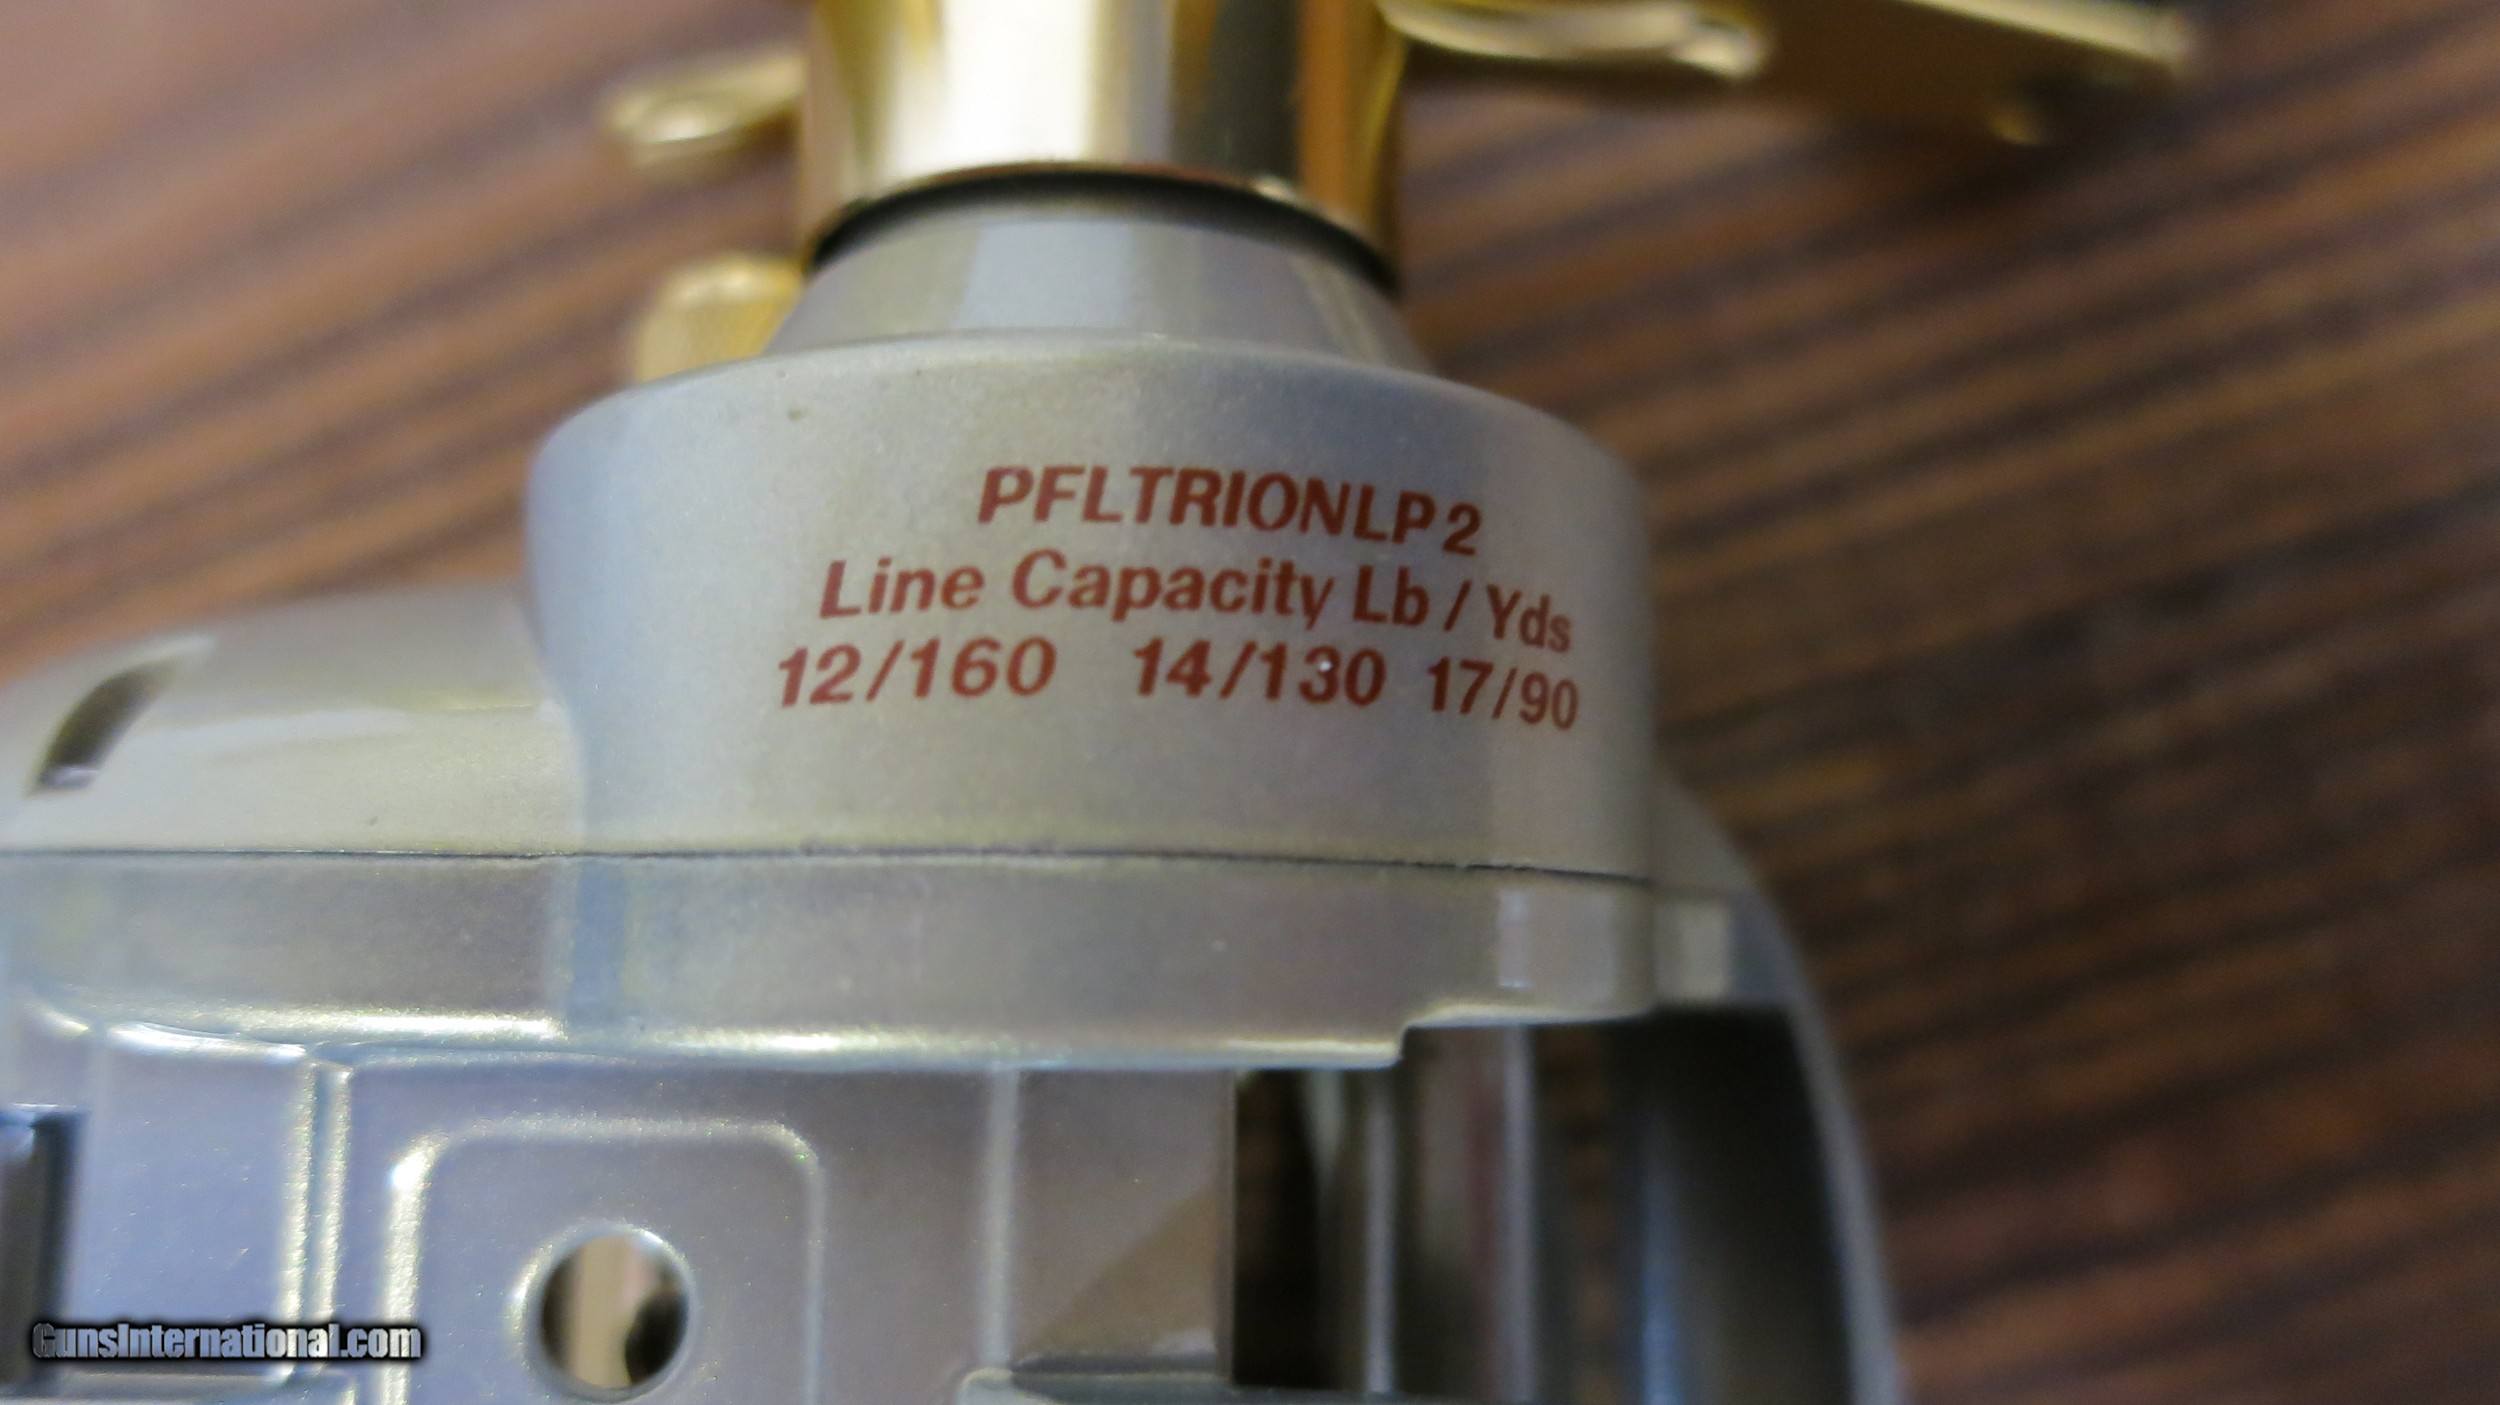 PFLTRIONLP2
Line Capacity Lb / Yds
12/160 14/130 17/90
GunsInternational.com